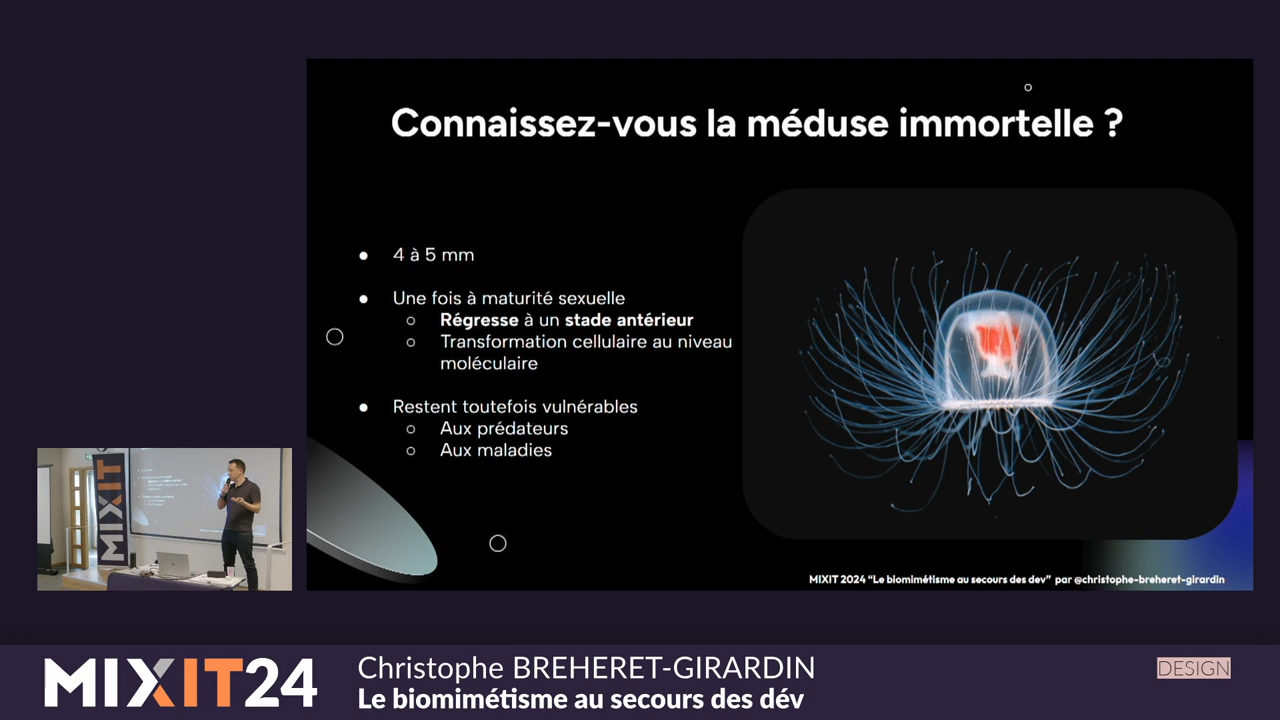 Connaissez-vous la méduse immortelle ?
● 4 à 5 mm
● Une fois à maturité sexuelle
○ Régresse à un stade antérieur
○ Transformation cellulaire au niveau
moléculaire
● Restent toutefois vulnérables
○ Aux prédateurs
○ Aux maladies
MIXIT 2024 “Le biomimétisme au secours des dev” par @christophe-breheret-girardin
MIXIT
MIXIT24
Christophe BREHERET-GIRARDIN
Le biomimétisme au secours des dév
DESIGN